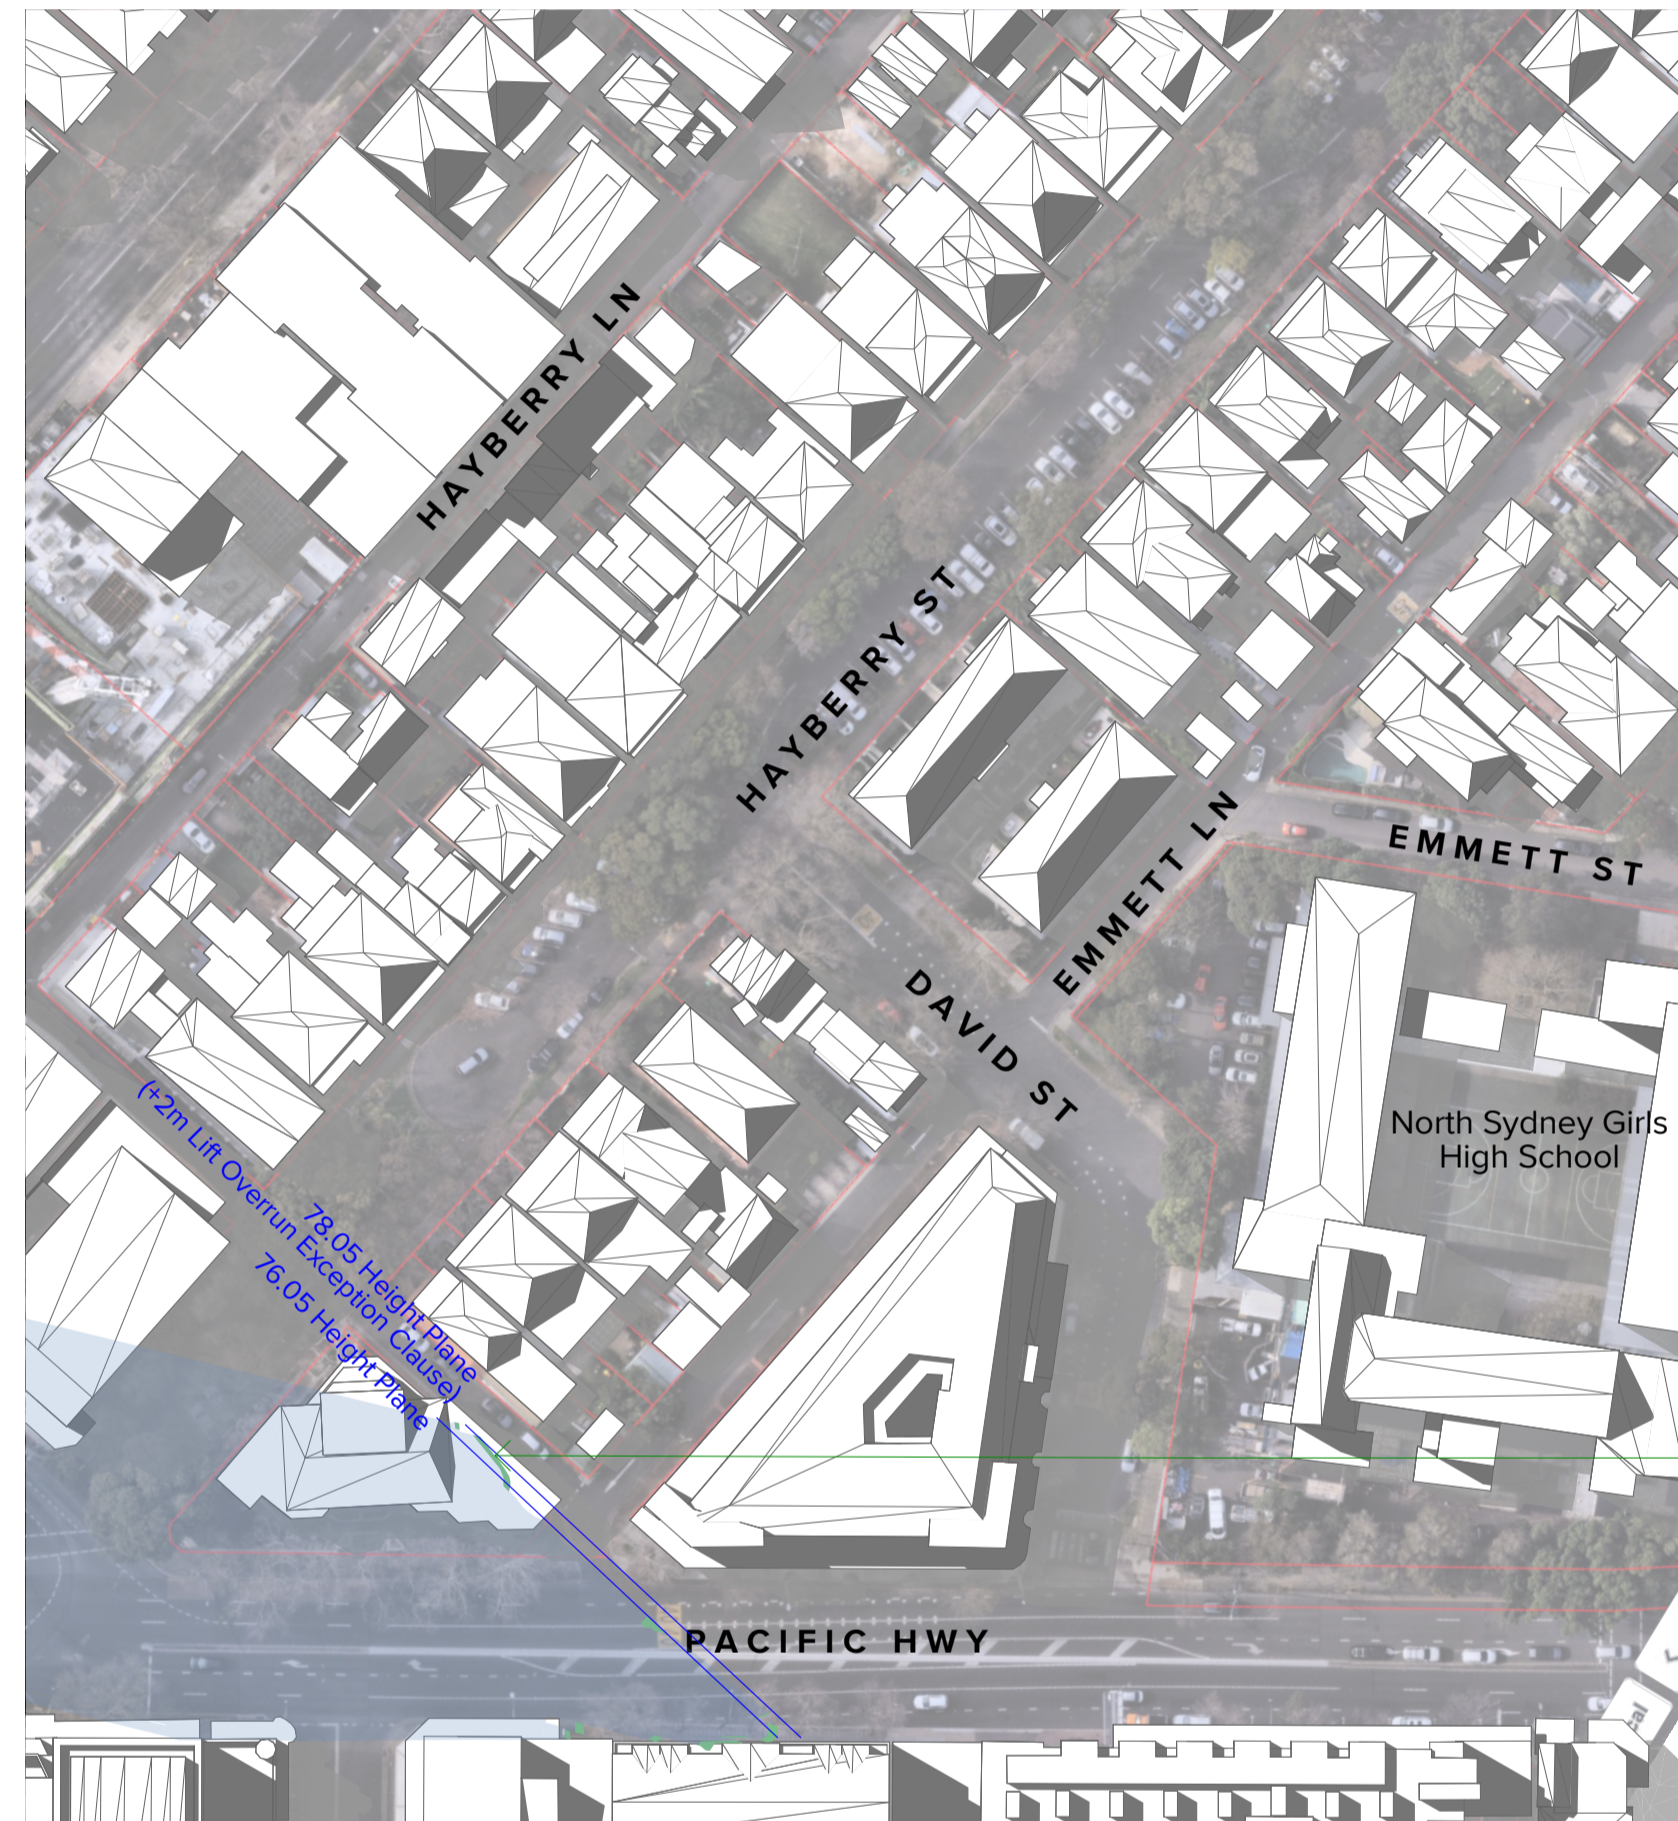 HAYBERRY LN
HAYBERRY ST
EMMETT LN
EMMETT ST
DAVID ST
North Sydney Girls
High School
78.05 Height Plane
(+2m Lift Overrun Exception Clause)
76.05 Height Plane
PACIFIC HWY